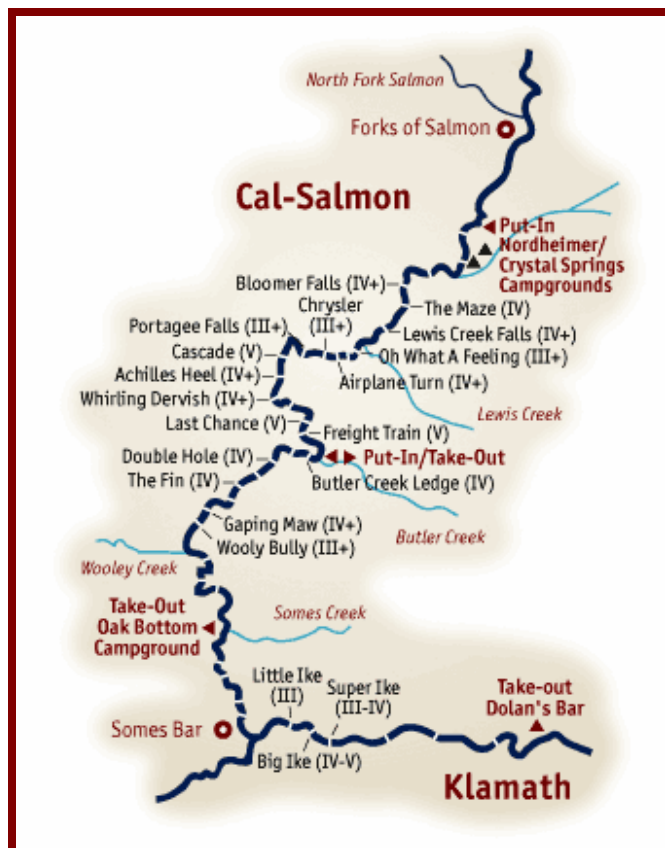 North Fork Salmon
Forks of Salmon
Cal-Salmon
Put-In
Nordheimer/
Crystal Springs
Campgrounds
Bloomer Falls (IV+)
Chrysler
(III+)
The Maze (IV)
Portagee Falls (III+)
Lewis Creek Falls (IV+)
Cascade (V)
Oh What A Feeling (III+)
Achilles Heel (IV+)
Airplane Turn (IV+)
Whirling Dervish (IV+)
Lewis Creek
Last Chance (V)
Freight Train (V)
Double Hole (IV)
Put-In/Take-Out
The Fin (IV)
Butler Creek Ledge (IV)
Gaping Maw (IV+)
Butler Creek
Wooly Bully (III+)
Wooley Creek
Take-Out
Oak Bottom
Campground
Somes Creek
Little Ike
(III)
Super Ike
(III-IV)
Take-out
Dolan's Bar
Somes Bar
Big Ike (IV-V)
Klamath